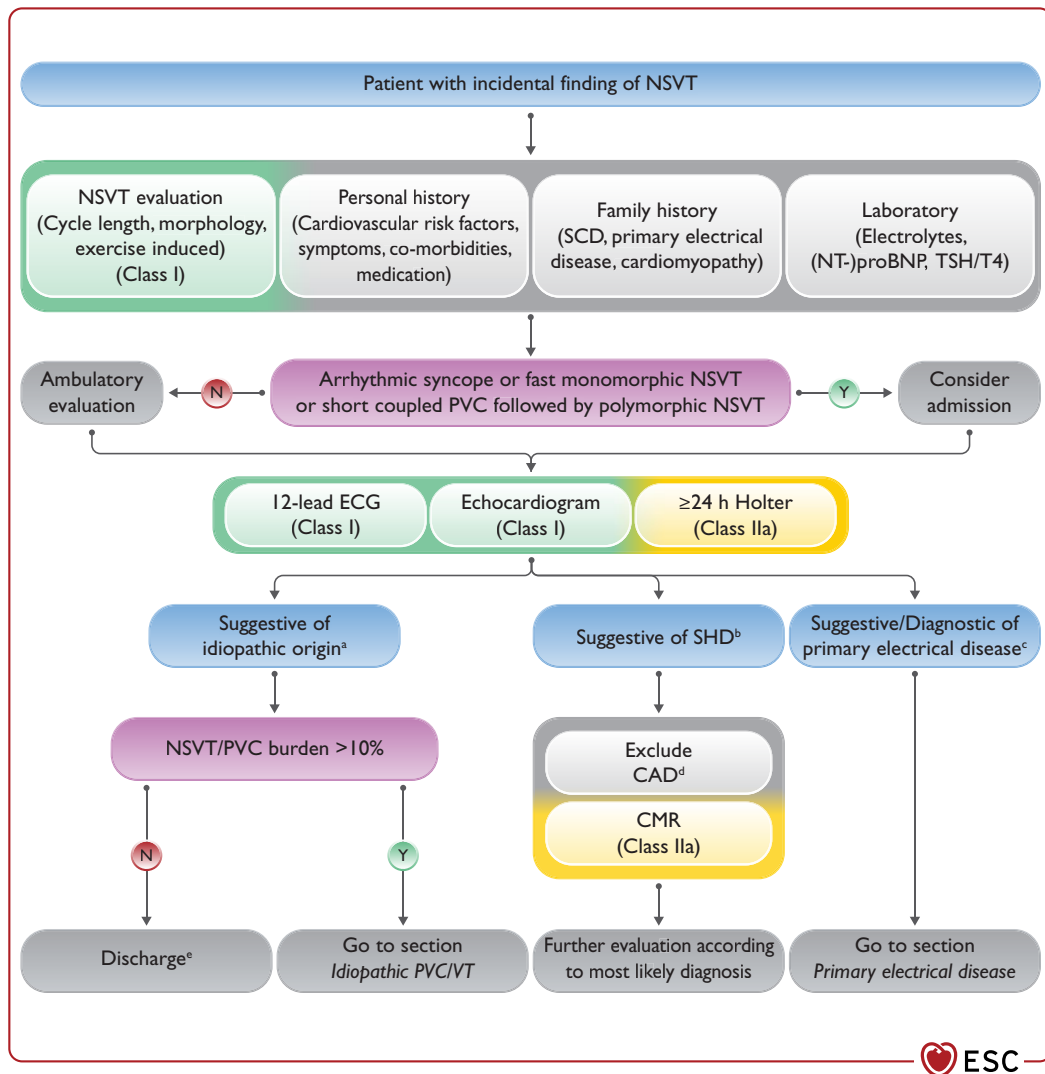 Patient with incidental finding of NSVT
NSVT evaluation
(Cycle length, morphology,
exercise induced)
(Class I)
Personal history
(Cardiovascular risk factors,
symptoms, co-morbidities,
medication)
Family history
(SCD, primary electrical
disease, cardiomyopathy)
Laboratory
(Electrolytes,
(NT-)proBNP, TSH/T4)
Ambulatory
evaluation
N
Arrhythmic syncope or fast monomorphic NSVT
or short coupled PVC followed by polymorphic NSVT
Y
Consider
admission
12-lead ECG
(Class I)
Echocardiogram
(Class I)
≥24 h Holter
(Class IIa)
Suggestive of
idiopathic originᵃ
Suggestive of SHDᵇ
Suggestive/Diagnostic of
primary electrical diseaseᶜ
NSVT/PVC burden >10%
Exclude
CADᵈ
CMR
(Class IIa)
N
Y
Dischargeᵉ
Go to section
Idiopathic PVC/VT
Further evaluation according
to most likely diagnosis
Go to section
Primary electrical disease
ESC